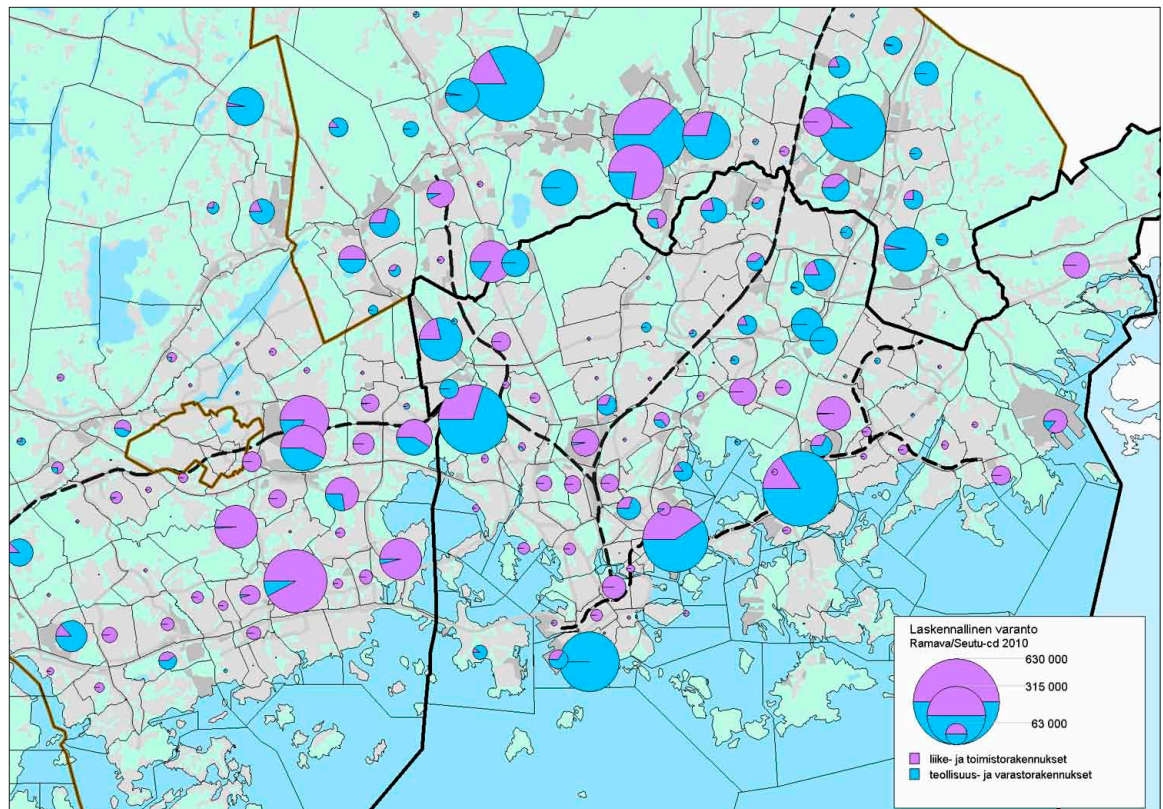 Laskennallinen varanto
Ramava/Seutu-cd 2010
630 000
315 000
63 000
liike- ja toimistorakennukset
teollisuus- ja varastorakennukset